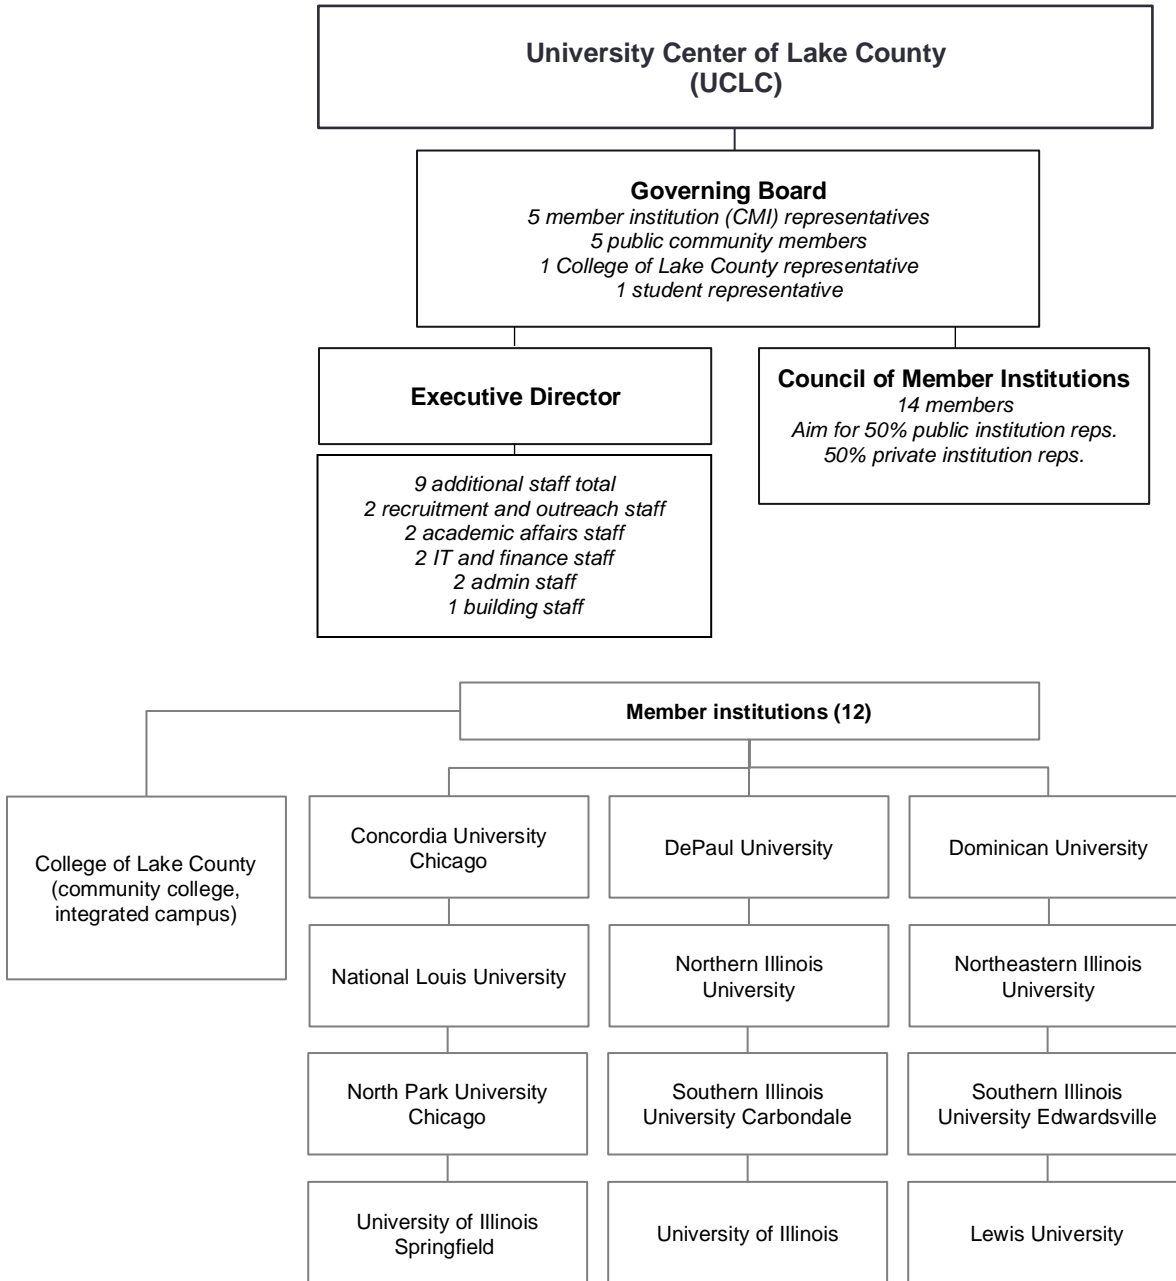 University Center of Lake County
(UCLC)
Governing Board
5 member institution (CMI) representatives
5 public community members
1 College of Lake County representative
1 student representative
Executive Director
Council of Member Institutions
14 members
Aim for 50% public institution reps.
50% private institution reps.
9 additional staff total
2 recruitment and outreach staff
2 academic affairs staff
2 IT and finance staff
2 admin staff
1 building staff
Member institutions (12)
College of Lake County
(community college,
integrated campus)
Concordia University
Chicago
DePaul University
Dominican University
National Louis University
Northern Illinois
University
Northeastern Illinois
University
North Park University
Chicago
Southern Illinois
University Carbondale
Southern Illinois
University Edwardsville
University of Illinois
Springfield
University of Illinois
Lewis University